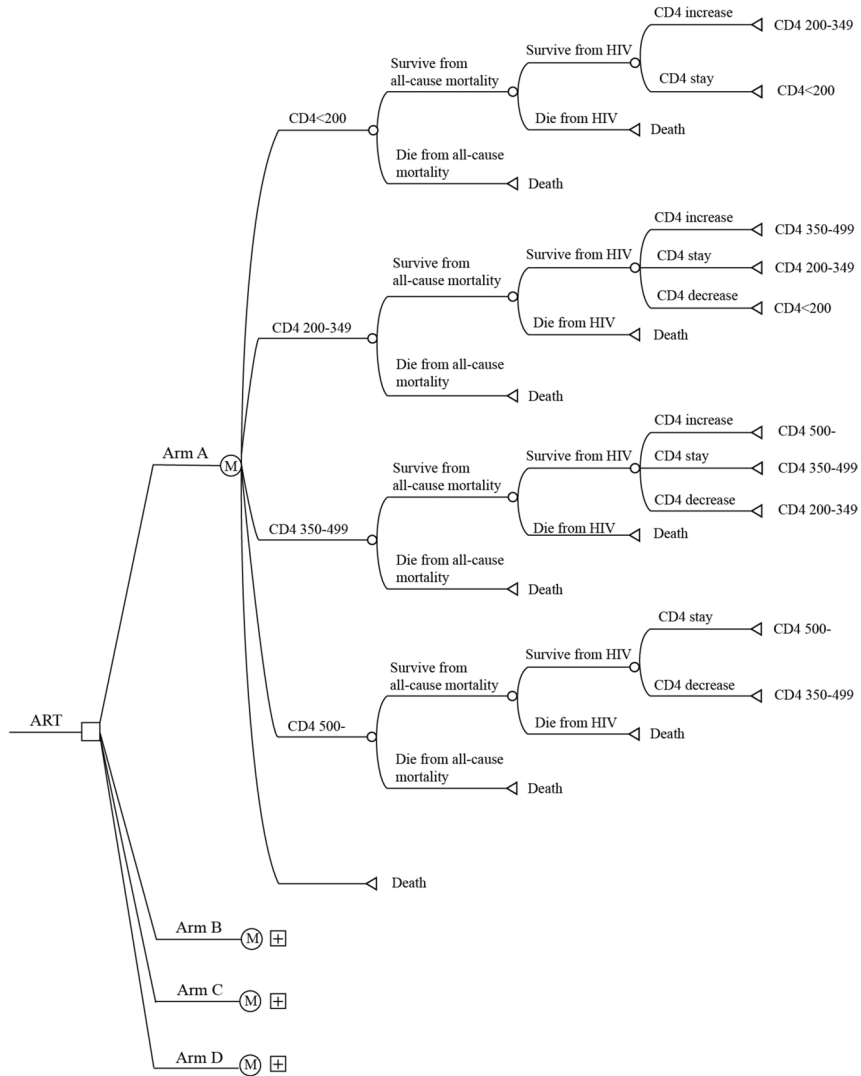 CD4 increase
CD4 200-349
Survive from HIV
Survive from
all-cause mortality
CD4 stay
CD4<200
CD4<200
Die from HIV
Death
Die from all-cause
mortality
Death
CD4 increase
CD4 350-499
Survive from HIV
CD4 stay
CD4 200-349
Survive from
all-cause mortality
CD4 decrease
CD4<200
CD4 200-349
Die from HIV
Death
Die from all-cause
mortality
Death
CD4 increase
CD4 500-
Arm A
M
Survive from HIV
CD4 stay
CD4 350-499
Survive from
all-cause mortality
CD4 decrease
CD4 200-349
CD4 350-499
Die from HIV
Death
Die from all-cause
mortality
Death
CD4 stay
CD4 500-
Survive from HIV
Survive from
all-cause mortality
CD4 decrease
CD4 350-499
ART
CD4 500-
Die from HIV
Death
Die from all-cause
mortality
Death
Death
Arm B
M
Arm C
M
Arm D
M